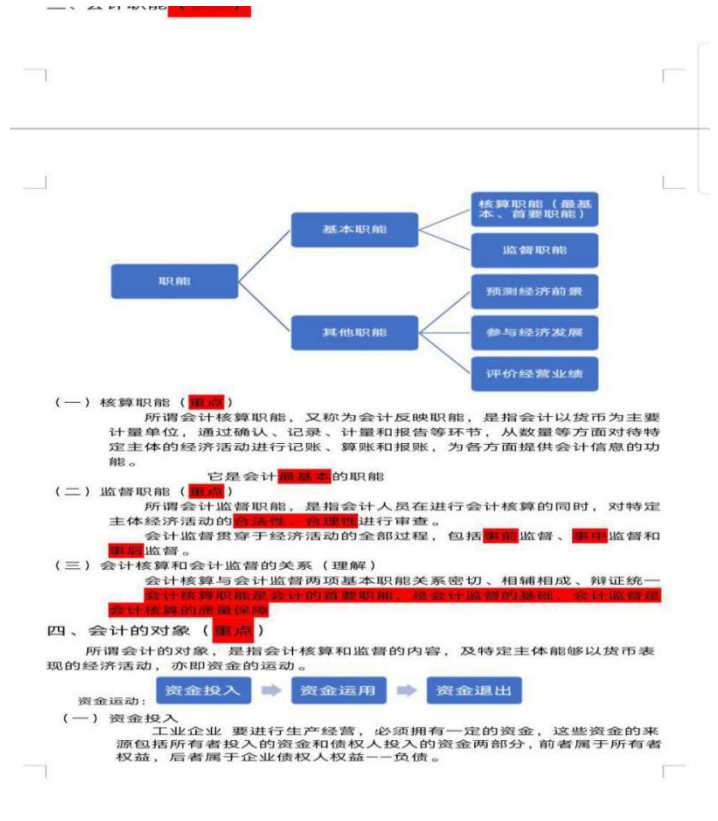 三、会计职能（重点）
核算职能（最基
本、首要职能）
基本职能
监督职能
职能
预测经济前景
其他职能
参与经济发展
评价经营业绩
（一）核算职能（重点）
所谓会计核算职能，又称为会计反映职能，是指会计以货币为主要
计量单位，通过确认、记录、计量和报告等环节，从数量等方面对待特
定主体的经济活动进行记账、算账和报账，为各方面提供会计信息的功
能。
它是会计最基本的职能
（二）监督职能（重点）
所谓会计监督职能，是指会计人员在进行会计核算的同时，对特定
主体经济活动的合法性、合理性进行审查。
会计监督贯穿于经济活动的全部过程，包括事前监督、事中监督和
事后监督。
（三）会计核算和会计监督的关系（理解）
会计核算与会计监督两项基本职能关系密切、相辅相成、辩证统一
会计核算职能是会计的首要职能，是会计监督的基础，会计监督是
会计核算的质量保障
四、会计的对象（重点）
所谓会计的对象，是指会计核算和监督的内容，及特定主体能够以货币表
现的经济活动，亦即资金的运动。
资金运动： 资金投入 资金运用 资金退出
（一）资金投入
工业企业 要进行生产经营，必须拥有一定的资金，这些资金的来
源包括所有者投入的资金和债权人投入的资金两部分，前者属于所有者
权益，后者属于企业债权人权益——负债。